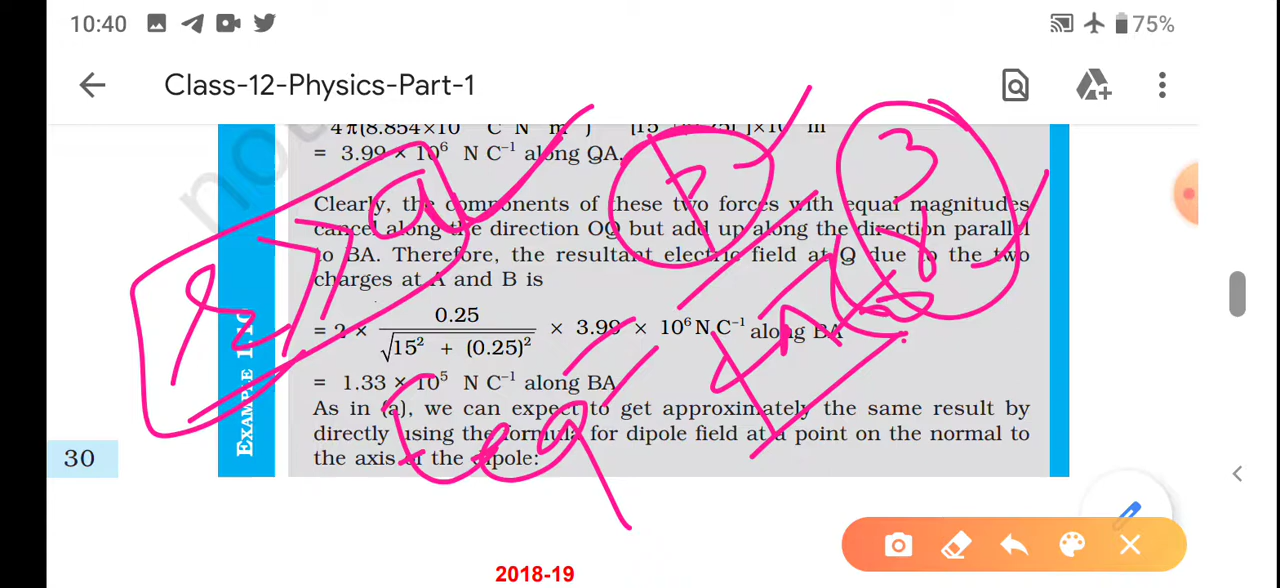 10:40 75%
Class-12-Physics-Part-1
= 3.99 × 10⁶ N C⁻¹ along QA.
Clearly, the components of these two forces with equal magnitudes
cancel along the direction OQ but add up along the direction parallel
to BA. Therefore, the resultant electric field at Q due to the two
charges at A and B is
= 2 × 0.25 / √15² + (0.25)² × 3.99 × 10⁶ N C⁻¹ along BA
= 1.33 × 10⁵ N C⁻¹ along BA
As in (a), we can expect to get approximately the same result by
directly using the formula for dipole field at a point on the normal to
the axis of the dipole:
EXAMPLE 1.10
30
2018-19